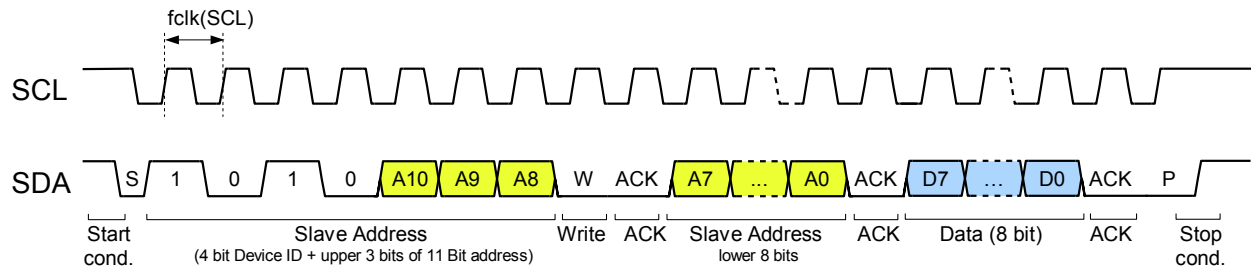 fclk(SCL)
SCL
SDA
S 1 0 1 0 A10 A9 A8 W ACK A7 ... A0 ACK D7 ... D0 ACK P
Start cond.
Slave Address
(4 bit Device ID + upper 3 bits of 11 Bit address)
Write
ACK
Slave Address
lower 8 bits
ACK
Data (8 bit)
ACK
Stop cond.